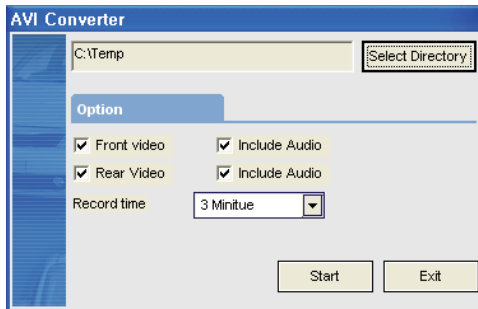 AVI Converter
C:\Temp Select Directory
Option
Front video Include Audio
Rear Video Include Audio
Record time 3 Minitue
Start Exit